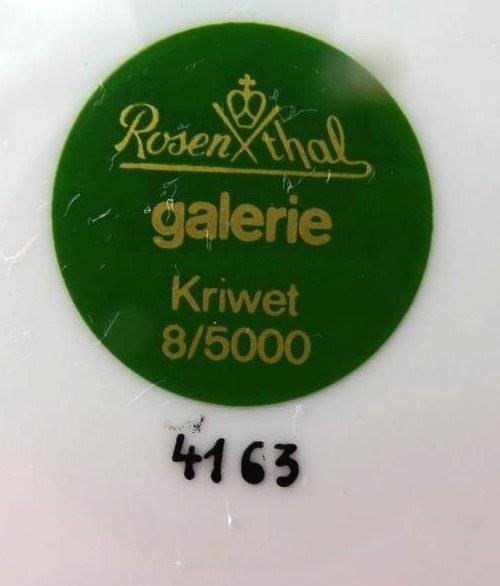 Rosenthal
galerie
Kriwet
8/5000
4163